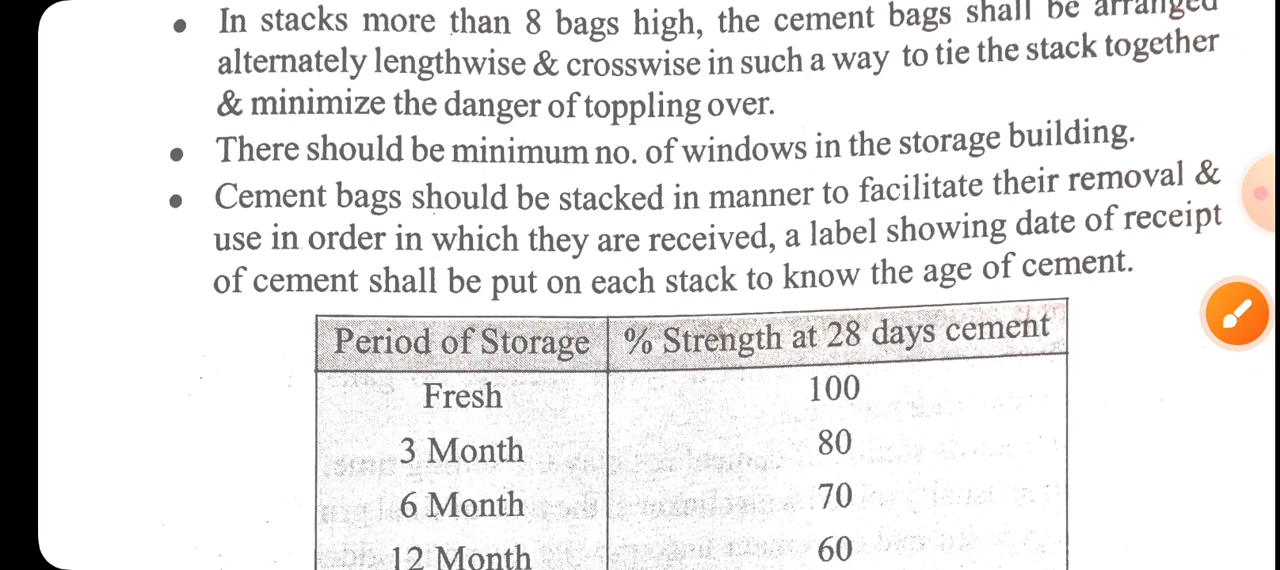 • In stacks more than 8 bags high, the cement bags shall be arranged
alternately lengthwise & crosswise in such a way to tie the stack together
& minimize the danger of toppling over.
• There should be minimum no. of windows in the storage building.
• Cement bags should be stacked in manner to facilitate their removal &
use in order in which they are received, a label showing date of receipt
of cement shall be put on each stack to know the age of cement.
Period of Storage % Strength at 28 days cement
Fresh 100
3 Month 80
6 Month 70
12 Month 60